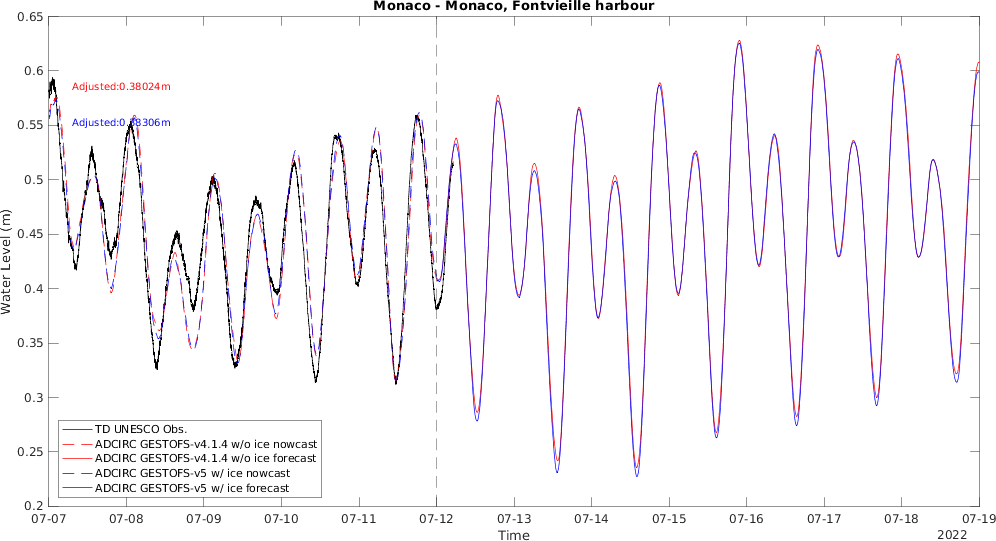 Monaco - Monaco, Fontvieille harbour
0.65
0.6
0.55
0.5
0.45
0.4
0.35
0.3
0.25
0.2
Water Level (m)
Adjusted:0.38024m
Adjusted:0.38306m
TD UNESCO Obs.
ADCIRC GESTOFS-v4.1.4 w/o ice nowcast
ADCIRC GESTOFS-v4.1.4 w/o ice forecast
ADCIRC GESTOFS-v5 w/ ice nowcast
ADCIRC GESTOFS-v5 w/ ice forecast
07-07 07-08 07-09 07-10 07-11 07-12 07-13 07-14 07-15 07-16 07-17 07-18 07-19
Time
2022